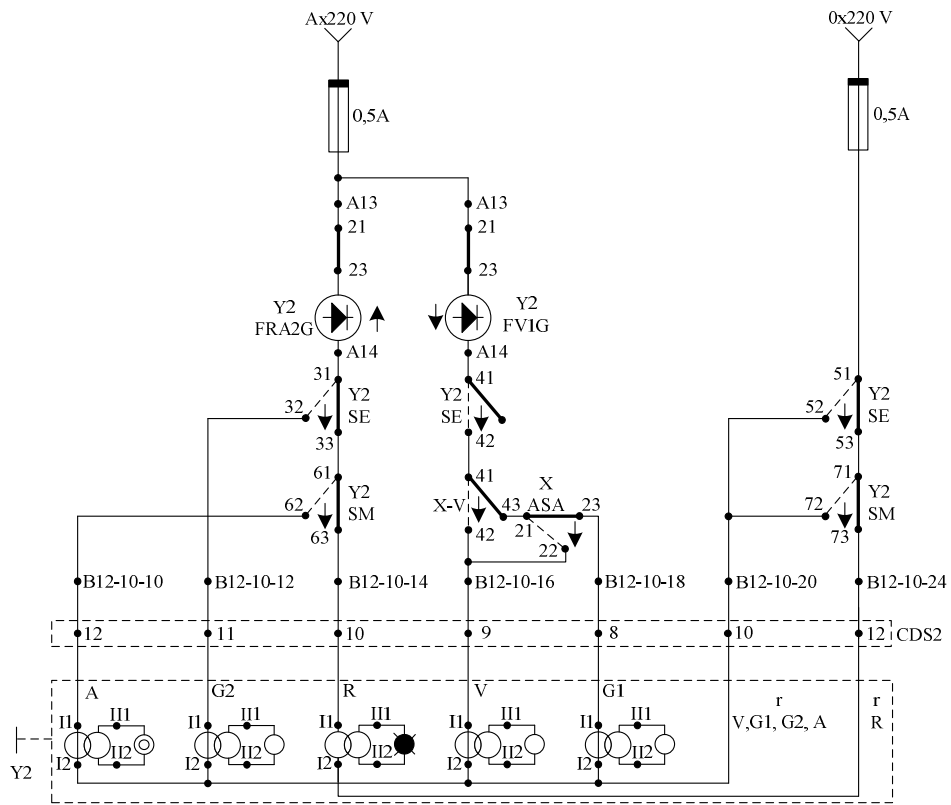 Ax220 V
0x220 V
0,5A
0,5A
A13
A13
21
21
23
23
Y2
FRA2G
Y2
FV1G
A14
A14
31
41
51
32
Y2
SE
Y2
SE
52
Y2
SE
33
42
53
61
41
X
ASA
71
62
Y2
SM
X-V
43
23
72
Y2
SM
63
42
21
22
73
B12-10-10
B12-10-12
B12-10-14
B12-10-16
B12-10-18
B12-10-20
B12-10-24
12
11
10
9
8
10
12
CDS2
A
G2
R
V
G1
r
V,G1, G2, A
r
R
I1
II1
I1
II1
I1
II1
I1
II1
I1
II1
I2
II2
I2
II2
I2
II2
I2
II2
I2
II2
Y2